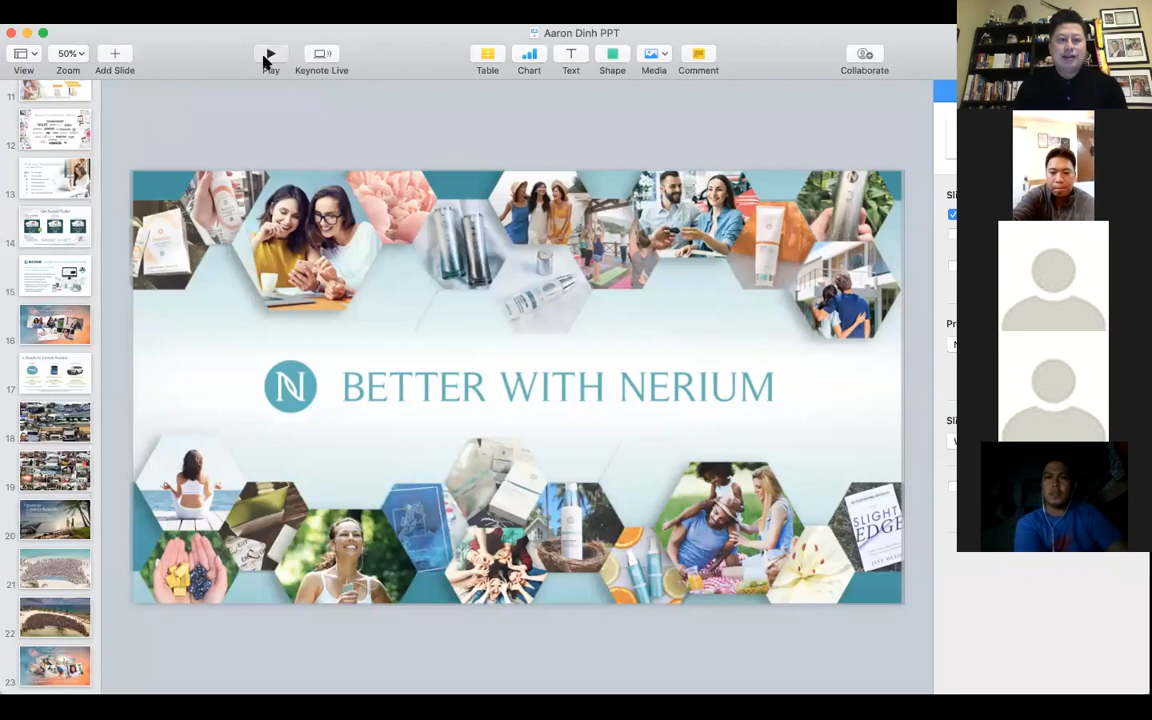 Aaron Dinh PPT
50%
View
Zoom
Add Slide
Play
Keynote Live
Table
Chart
Text
Shape
Media
Comment
Collaborate
11
12
13
14
15
16
17
18
19
20
21
22
23
N BETTER WITH NERIUM
SLIGHT
EDGE